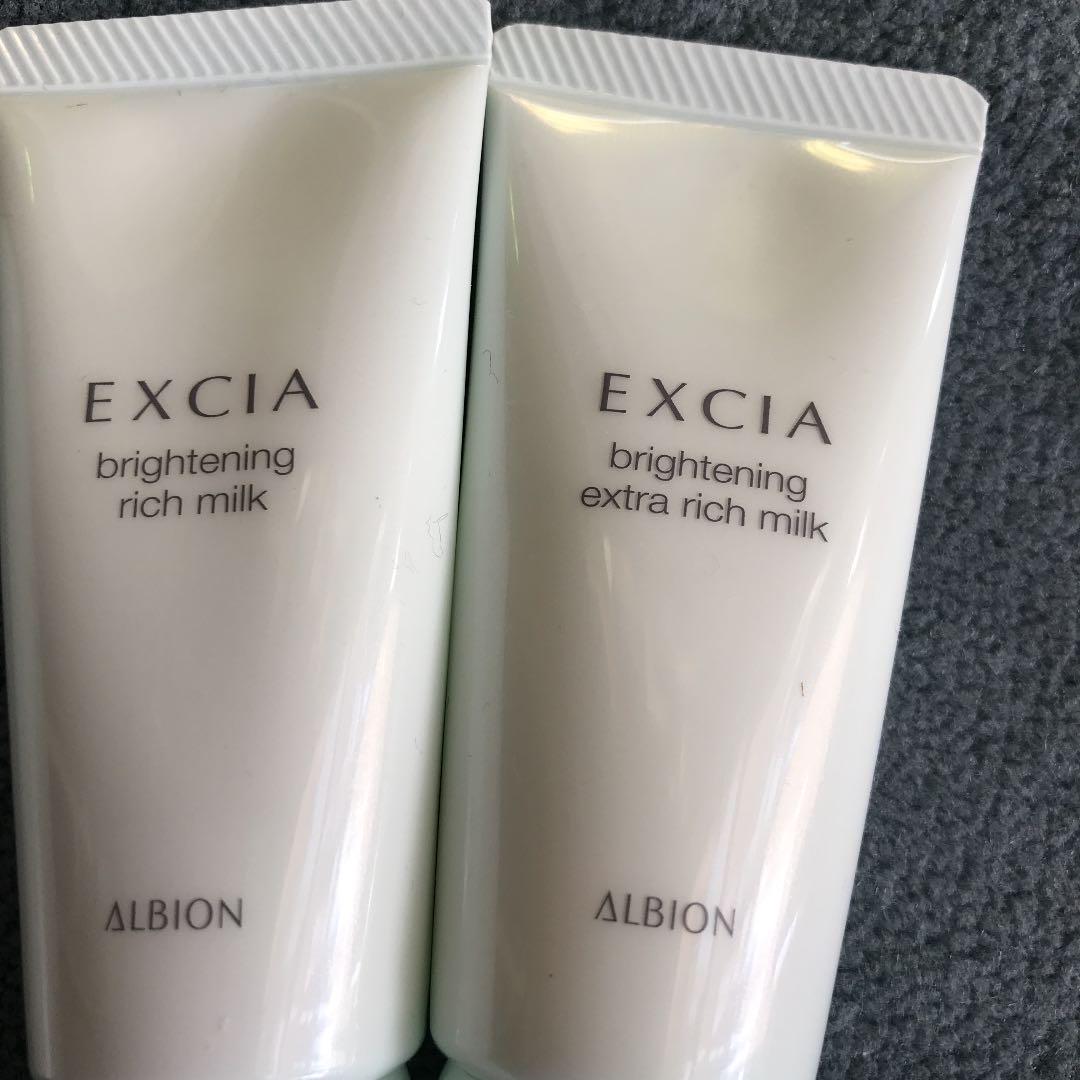 EXCIA
brightening
rich milk
ALBION
EXCIA
brightening
extra rich milk
ALBION